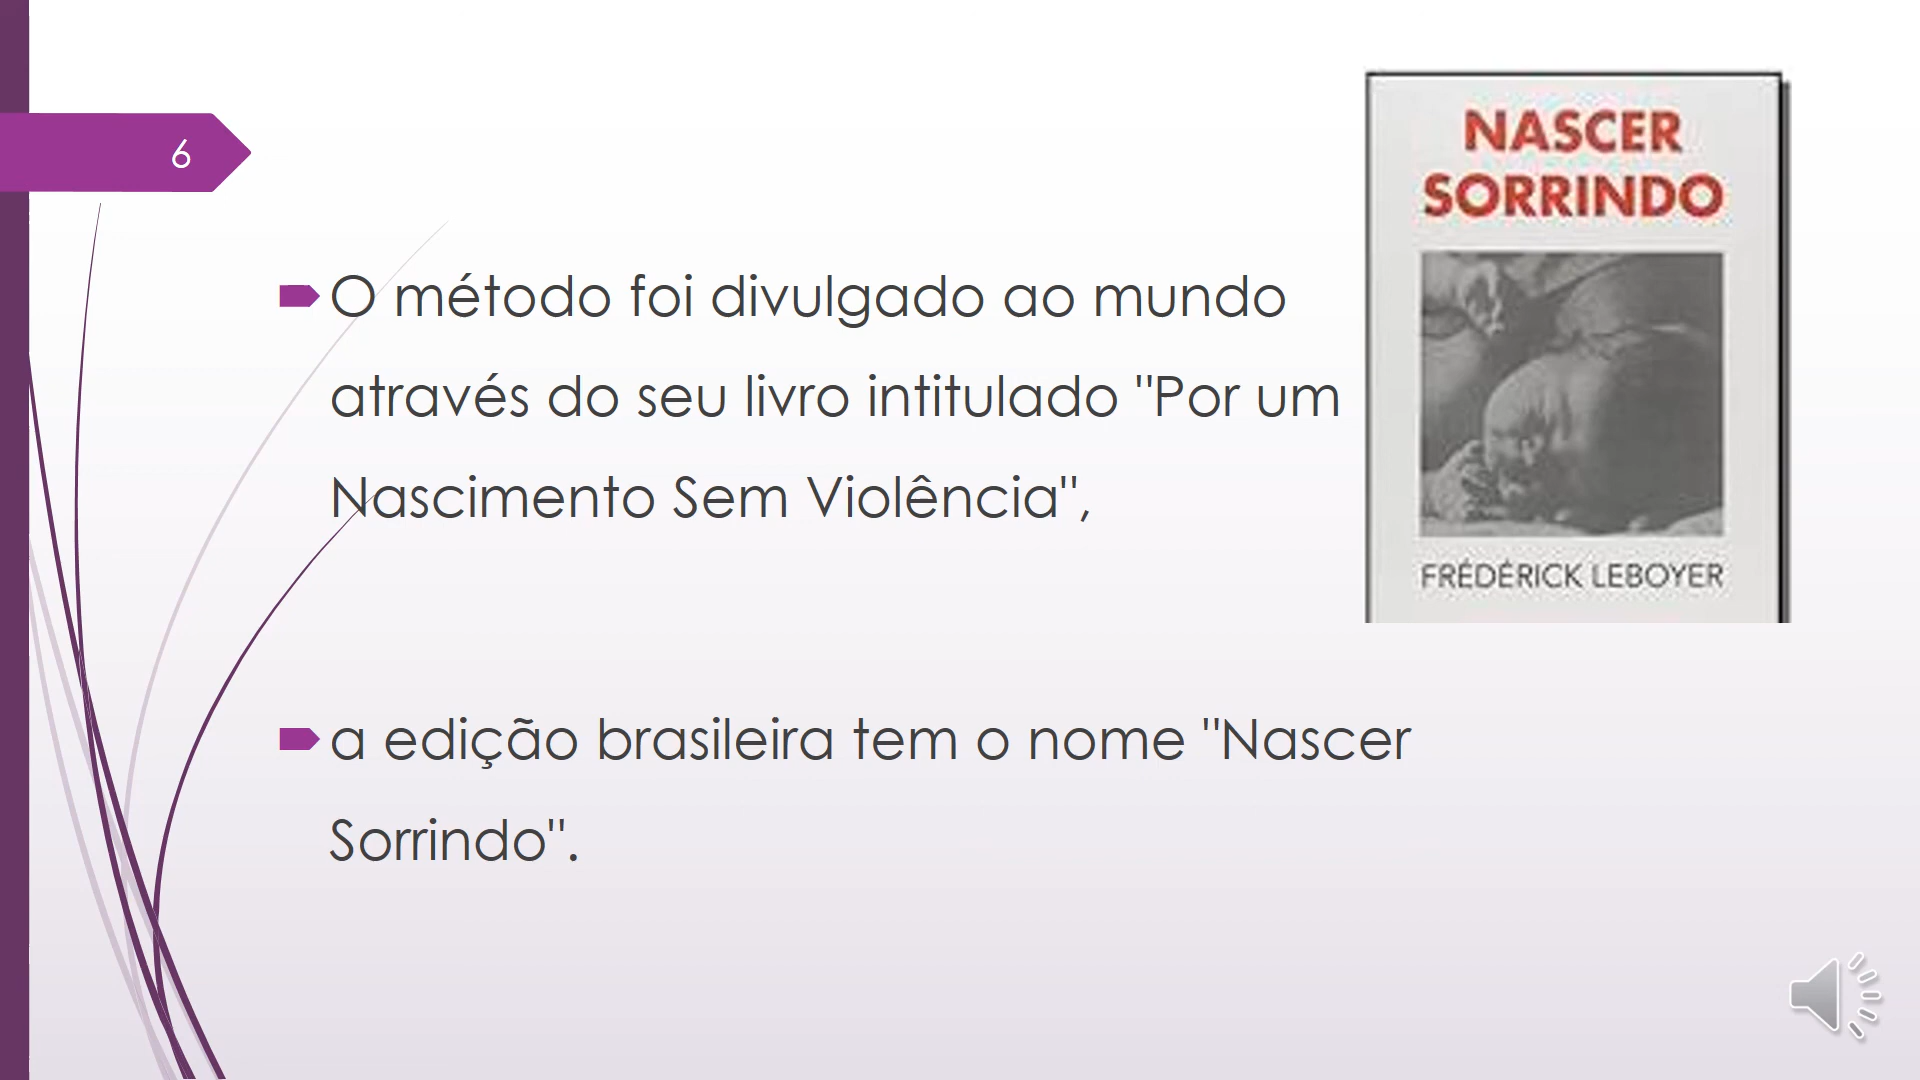 6
O método foi divulgado ao mundo
através do seu livro intitulado "Por um
Nascimento Sem Violência",
a edição brasileira tem o nome "Nascer
Sorrindo".
NASCER
SORRINDO
FRÉDÉRICK LEBOYER